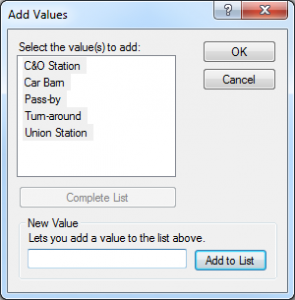 Add Values
?
Select the value(s) to add:
OK
C&O Station
Cancel
Car Barn
Pass-by
Turn-around
Union Station
Complete List
New Value
Lets you add a value to the list above.
Add to List